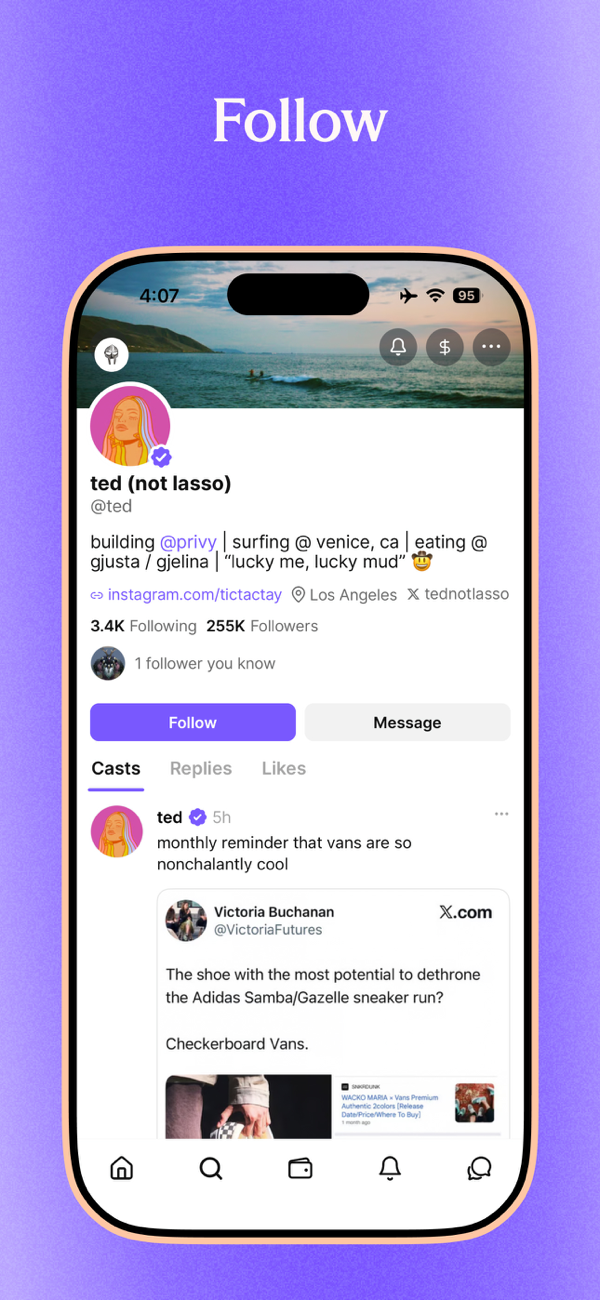 Follow
4:07
95
ted (not lasso)
@ted
building @privy | surfing @ venice, ca | eating @
gjusta / gjelina | “lucky me, lucky mud” 🤠
instagram.com/tictactay Los Angeles 𝕏 tednotlasso
3.4K Following 255K Followers
1 follower you know
Follow Message
Casts Replies Likes
ted 5h
monthly reminder that vans are so
nonchalantly cool
Victoria Buchanan
𝕏.com
@VictoriaFutures
The shoe with the most potential to dethrone
the Adidas Samba/Gazelle sneaker run?
Checkerboard Vans.
SNKRDUNK
WACKO MARIA × Vans Premium
Authentic 2colors [Release
Date/Price/Where To Buy]
1 month ago